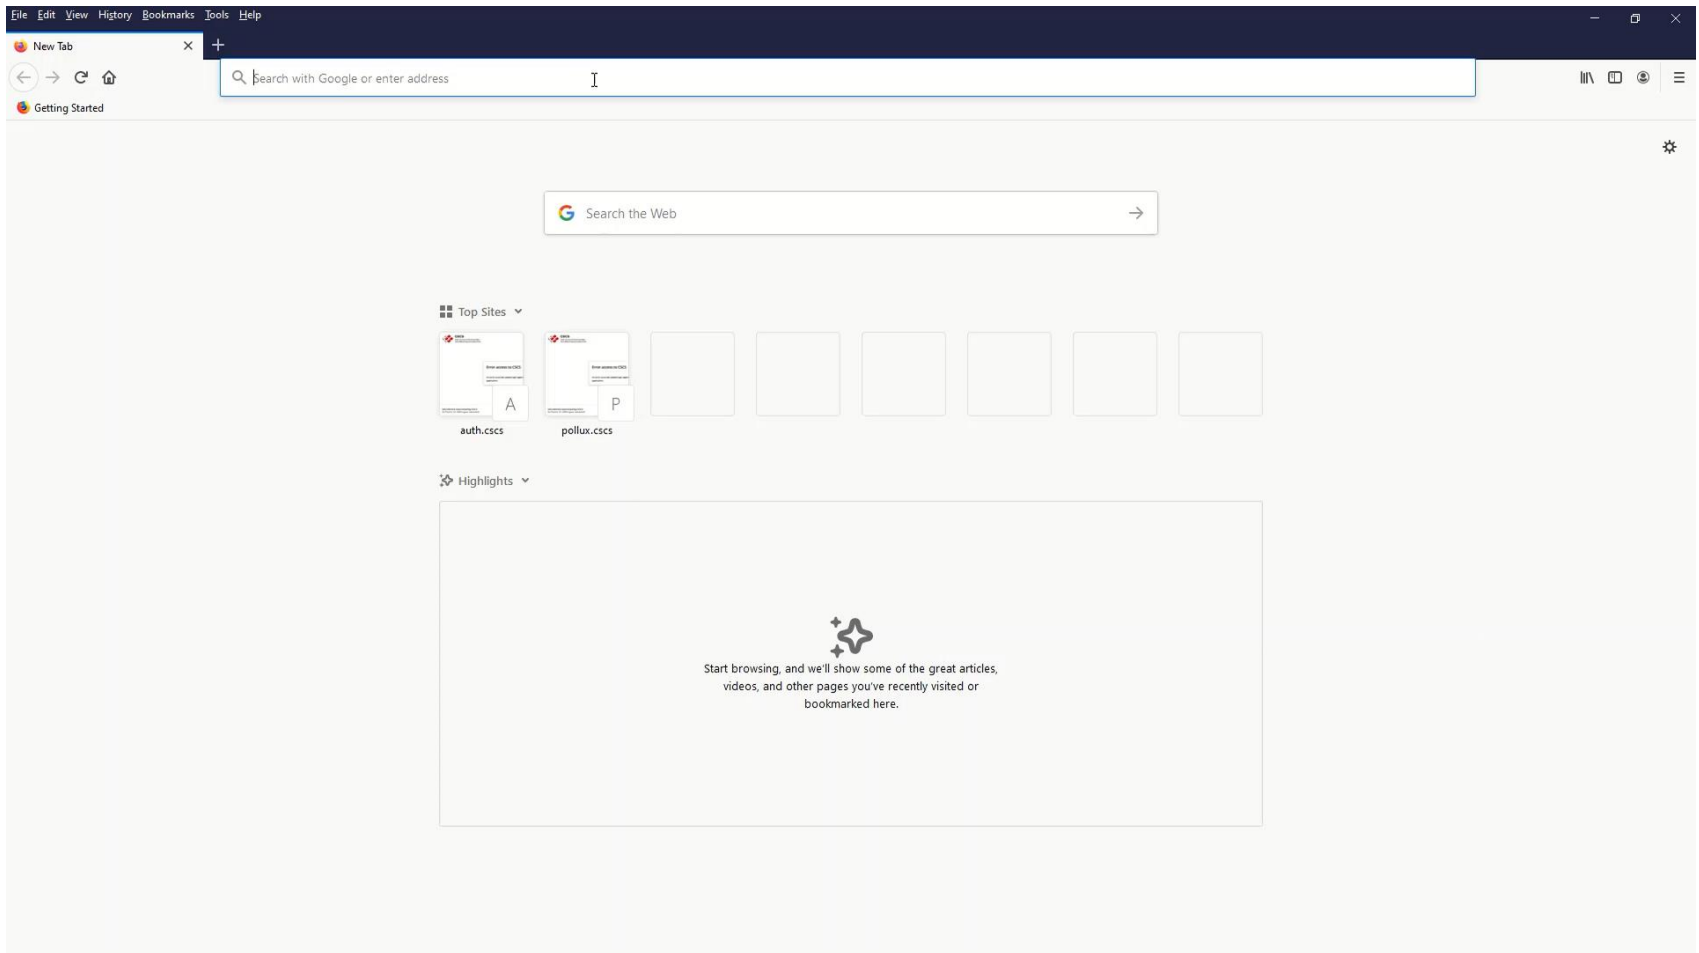 File Edit View History Bookmarks Tools Help
New Tab
Search with Google or enter address
Getting Started
Search the Web
Top Sites
A
P
auth.cscs
pollux.cscs
Highlights
Start browsing, and we'll show some of the great articles,
videos, and other pages you've recently visited or
bookmarked here.